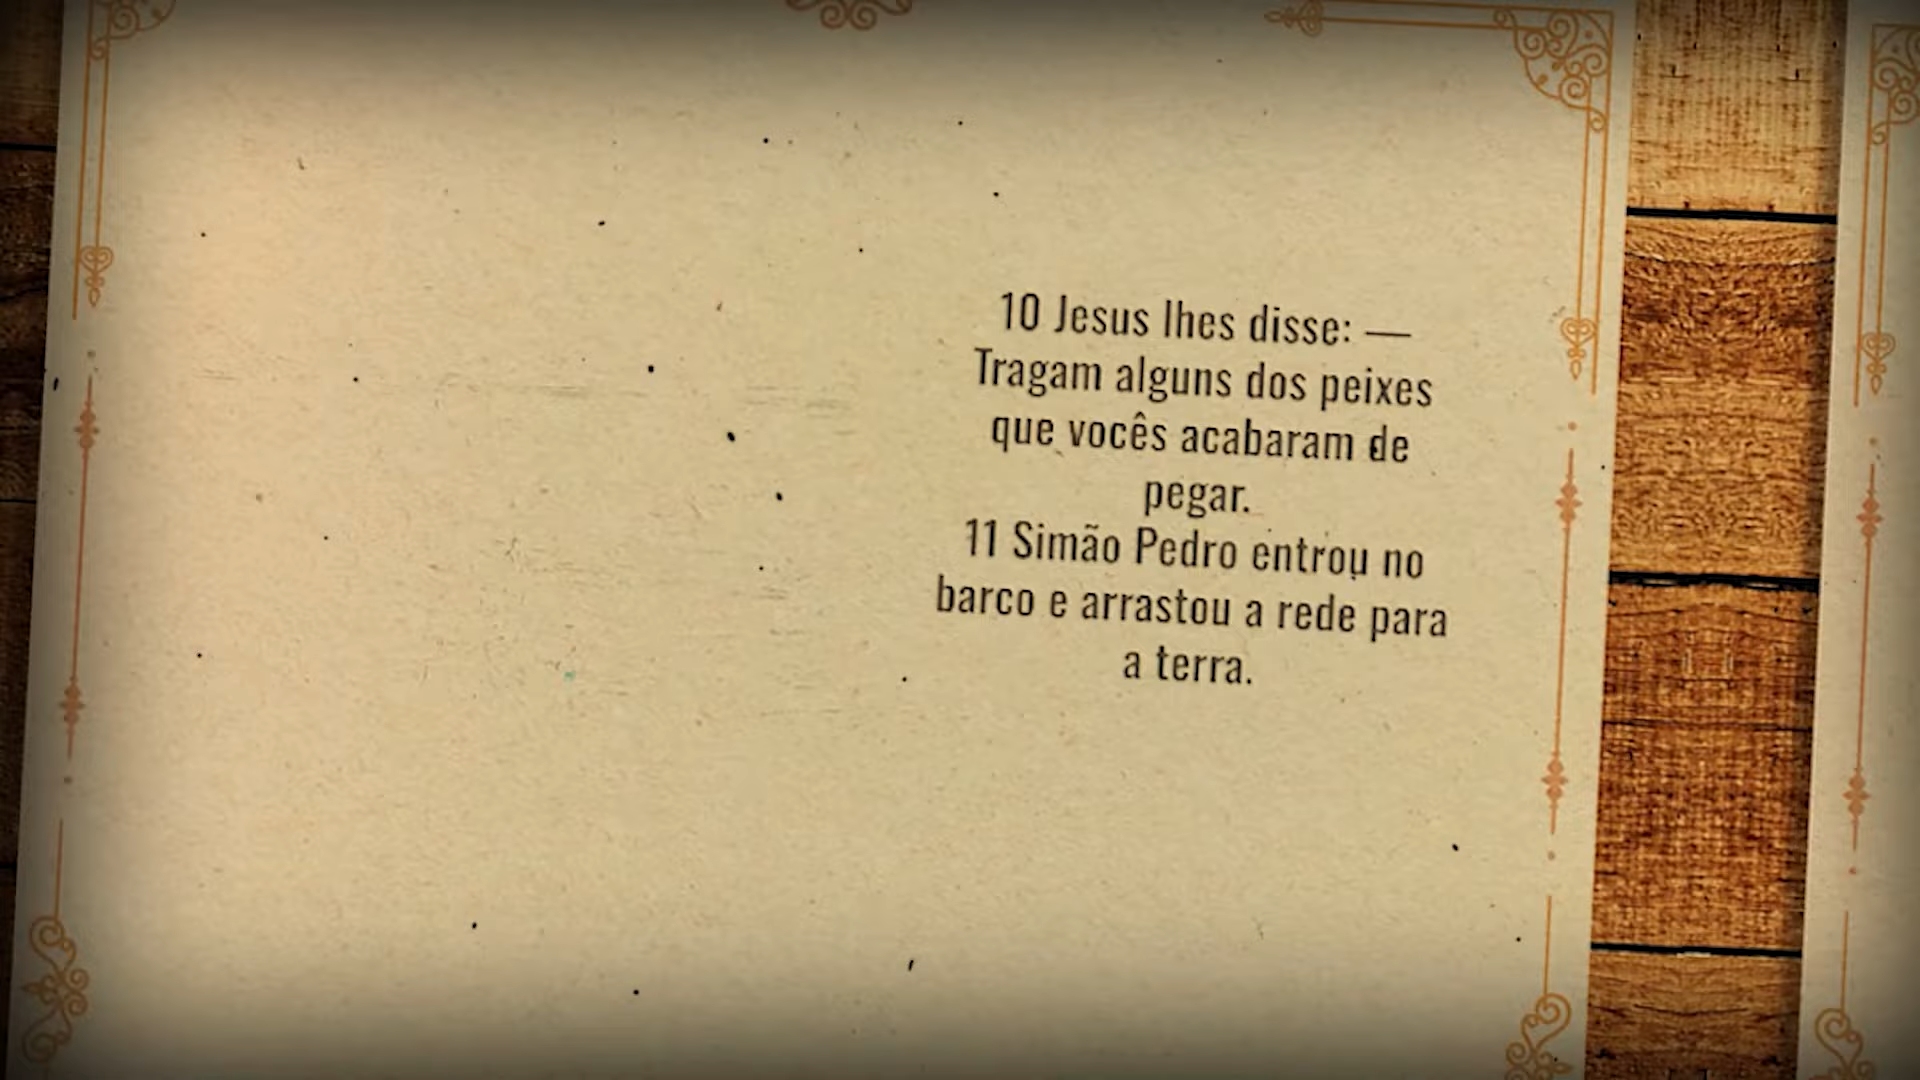 10 Jesus lhes disse: —
Tragam alguns dos peixes
que vocês acabaram de
pegar.
11 Simão Pedro entrou no
barco e arrastou a rede para
a terra.